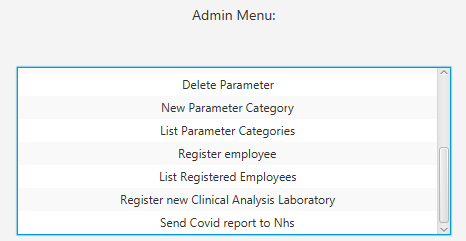 Admin Menu:
Delete Parameter
New Parameter Category
List Parameter Categories
Register employee
List Registered Employees
Register new Clinical Analysis Laboratory
Send Covid report to Nhs